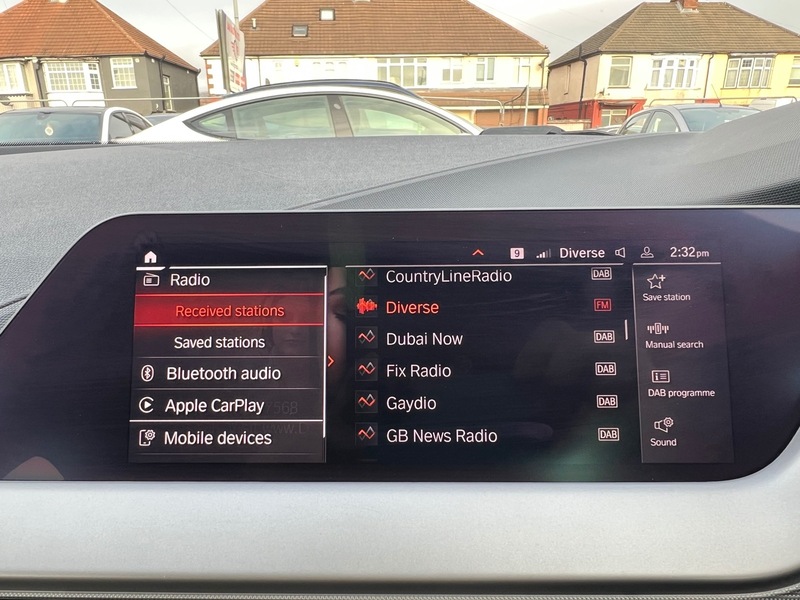 9 Diverse 2:32pm
Radio
Received stations
Saved stations
Bluetooth audio
Apple CarPlay
Mobile devices
CountryLineRadio DAB
Diverse FM
Dubai Now DAB
Fix Radio DAB
Gaydio DAB
GB News Radio DAB
Save station
Manual search
DAB programme
Sound